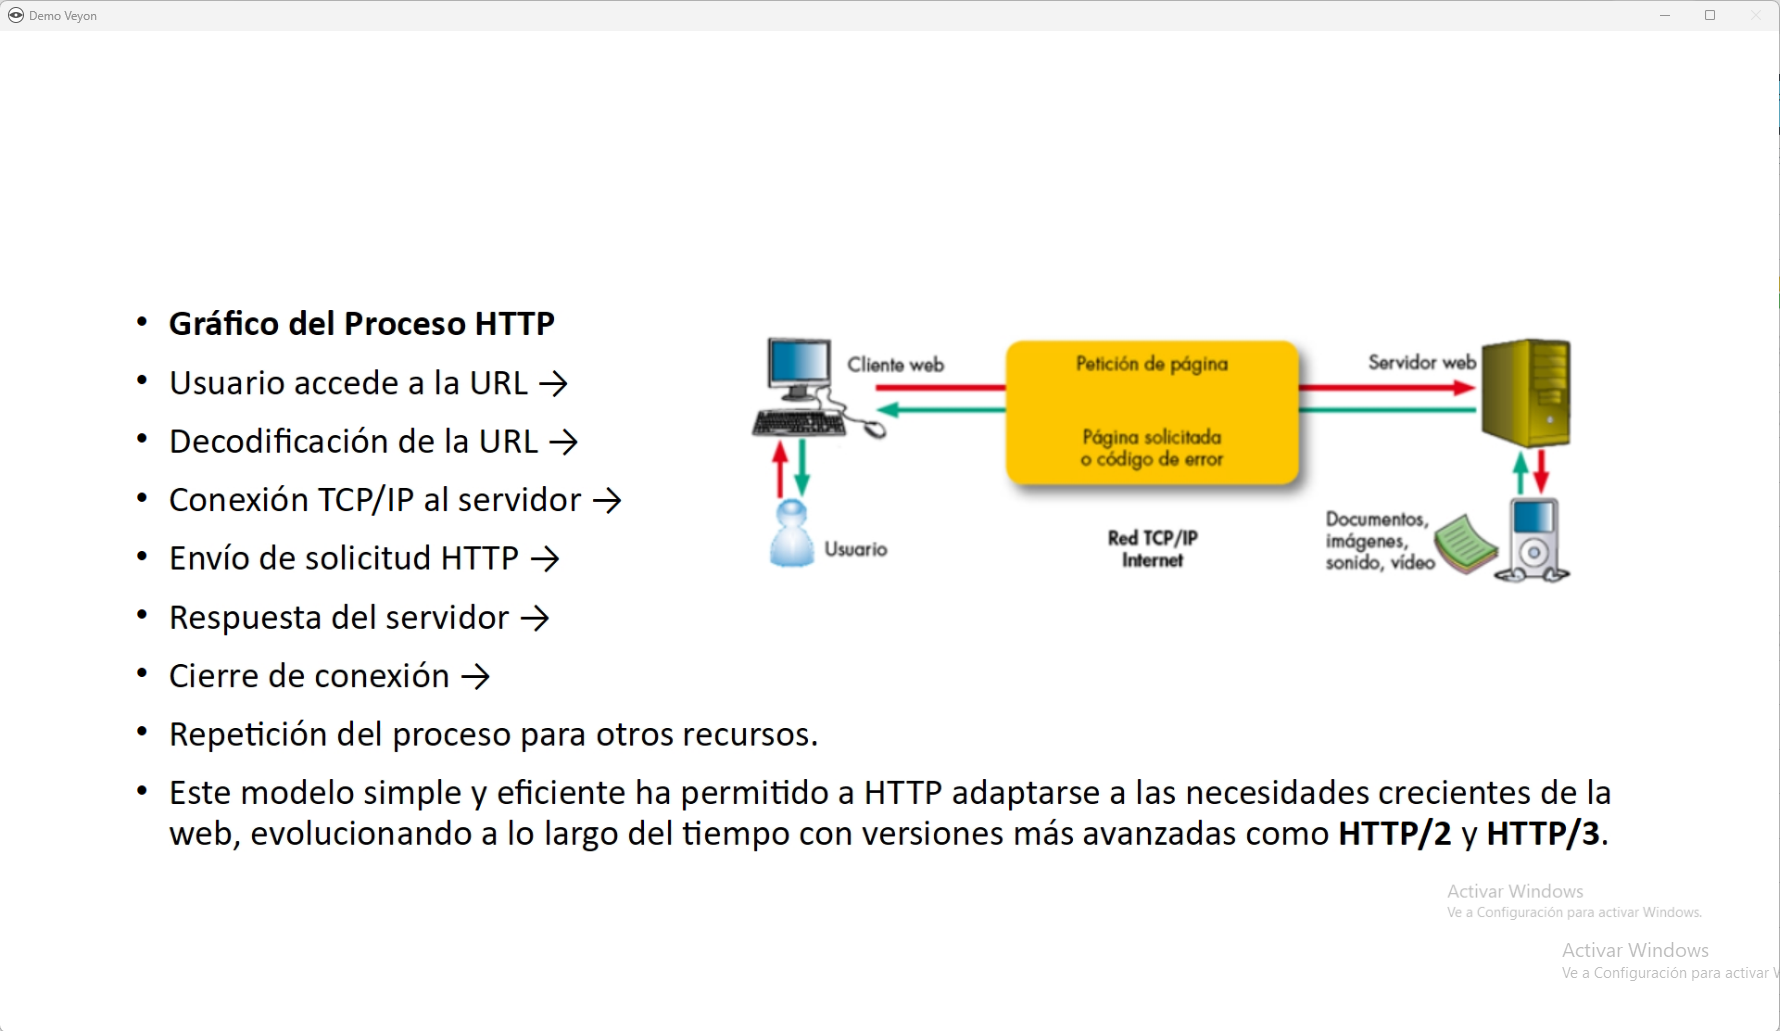 Demo Veyon
• Gráfico del Proceso HTTP
• Usuario accede a la URL →
• Decodificación de la URL →
• Conexión TCP/IP al servidor →
• Envío de solicitud HTTP →
• Respuesta del servidor →
• Cierre de conexión →
• Repetición del proceso para otros recursos.
• Este modelo simple y eficiente ha permitido a HTTP adaptarse a las necesidades crecientes de la
web, evolucionando a lo largo del tiempo con versiones más avanzadas como HTTP/2 y HTTP/3.
Cliente web
Petición de página
Servidor web
Página solicitada
o código de error
Usuario
Red TCP/IP
Internet
Documentos,
imágenes,
sonido, vídeo
Activar Windows
Ve a Configuración para activar Windows.
Activar Windows
Ve a Configuración para activar